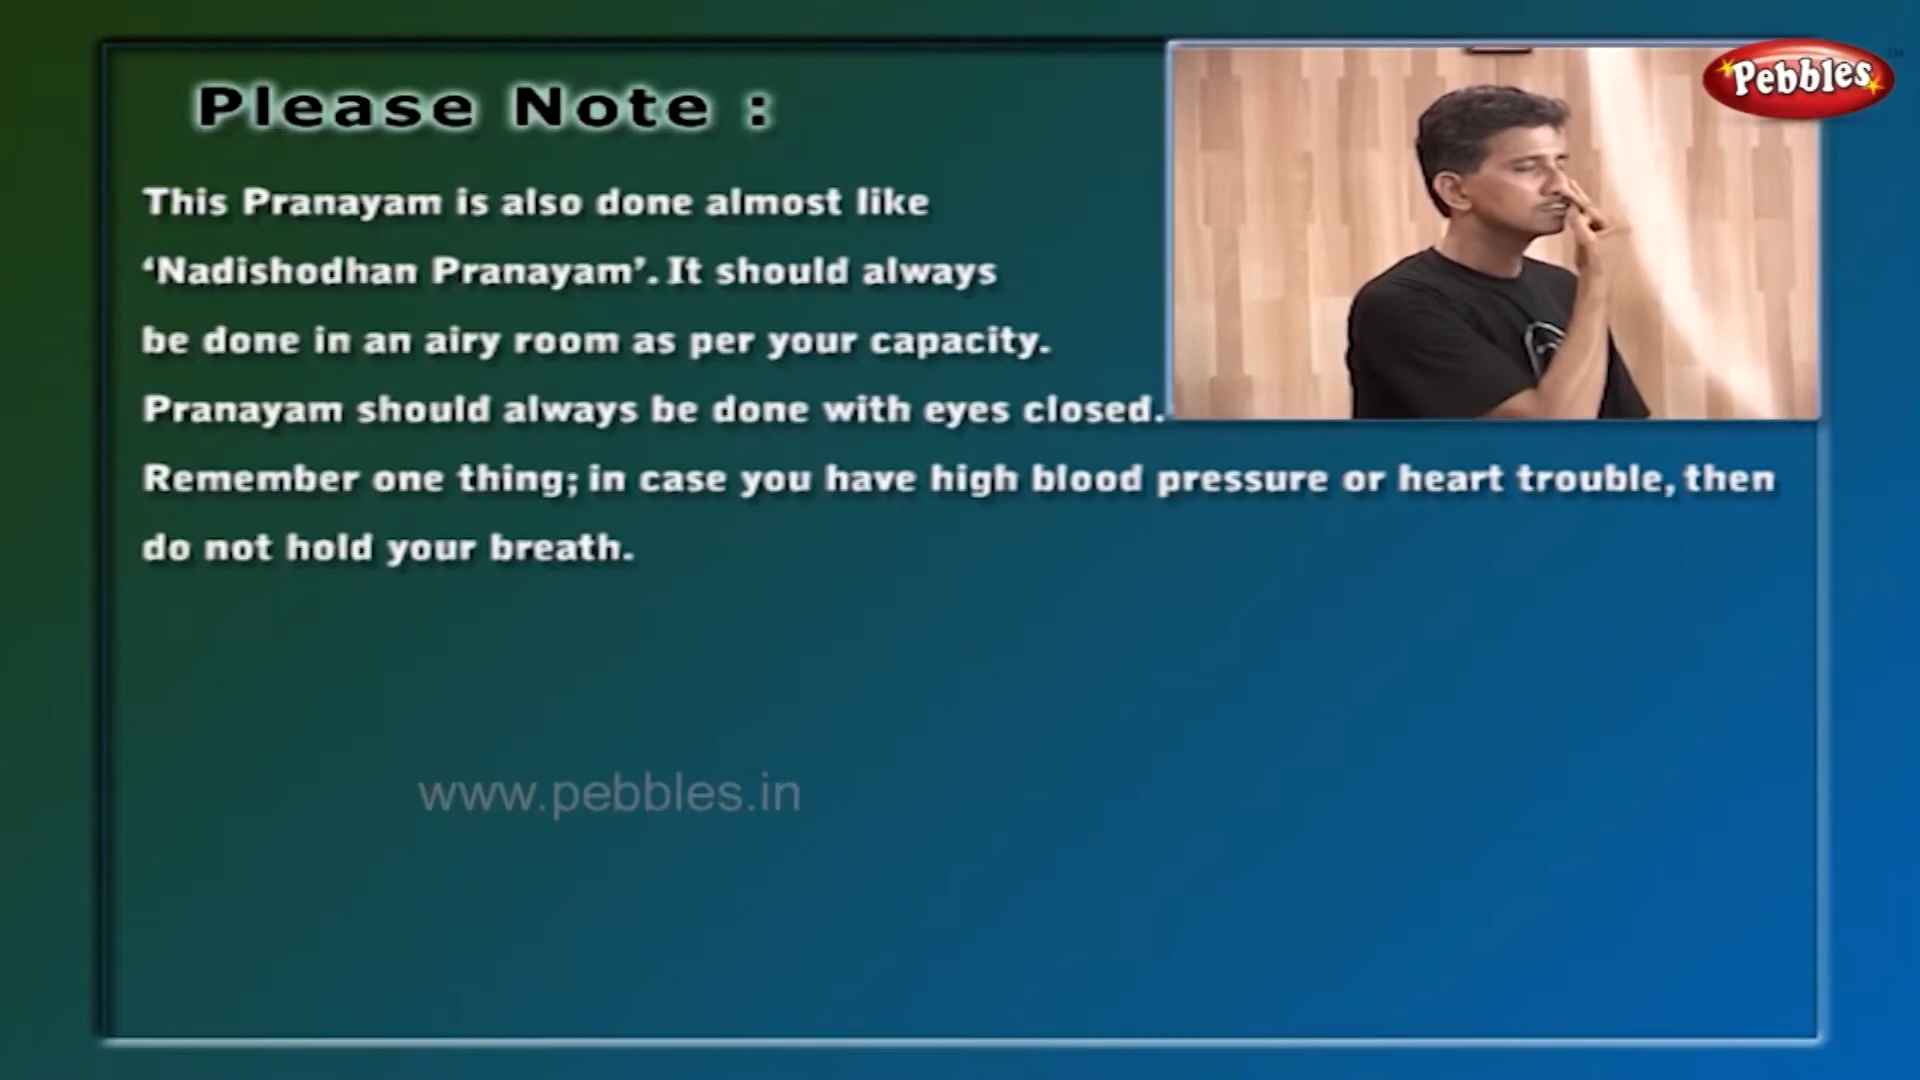 Please Note :
Pebbles
TM
This Pranayam is also done almost like
‘Nadishodhan Pranayam’. It should always
be done in an airy room as per your capacity.
Pranayam should always be done with eyes closed.
Remember one thing; in case you have high blood pressure or heart trouble, then
do not hold your breath.
www.pebbles.in